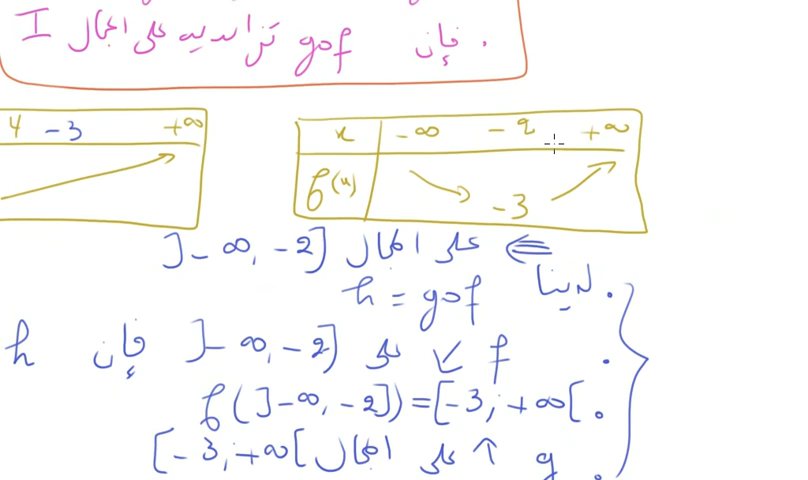 فإن gof تزايدية على المجال I
4 -3 +∞
x -∞ -2 +∞
f(x) -3
⇐ على المجال ]-∞, -2]
لدينا h = gof
f ↙ على ]-∞, -2] فإن h
f(]-∞, -2]) = [-3; +∞[
g ↑ على المجال [-3; +∞[